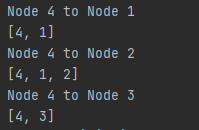 Node 4 to Node 1
[4, 1]
Node 4 to Node 2
[4, 1, 2]
Node 4 to Node 3
[4, 3]